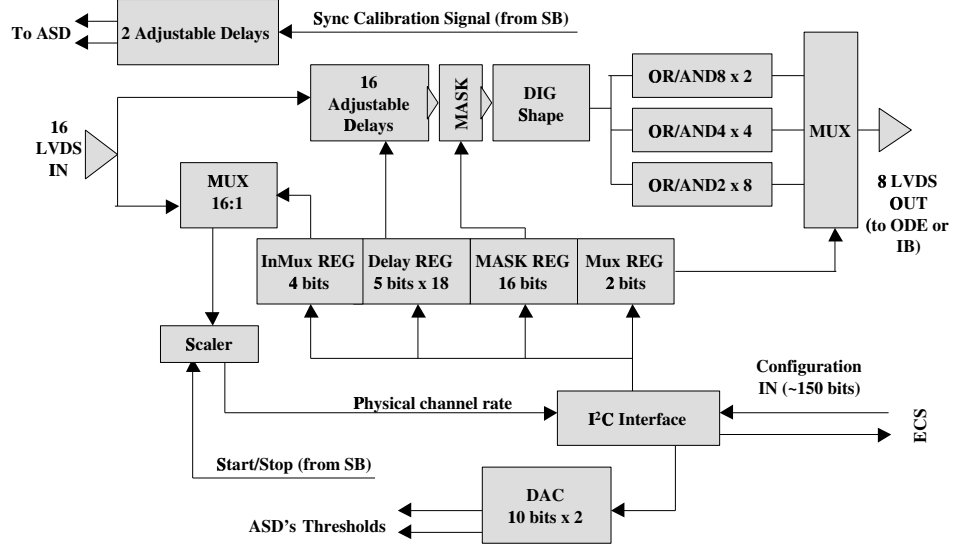 Sync Calibration Signal (from SB)
To ASD
2 Adjustable Delays
16
Adjustable
Delays
MASK
DIG
Shape
OR/AND8 x 2
OR/AND4 x 4
OR/AND2 x 8
MUX
16
LVDS
IN
MUX
16:1
8 LVDS
OUT
(to ODE or
IB)
InMux REG
4 bits
Delay REG
5 bits x 18
MASK REG
16 bits
Mux REG
2 bits
Scaler
Configuration
IN (~150 bits)
Physical channel rate
I²C Interface
ECS
Start/Stop (from SB)
DAC
10 bits x 2
ASD's Thresholds